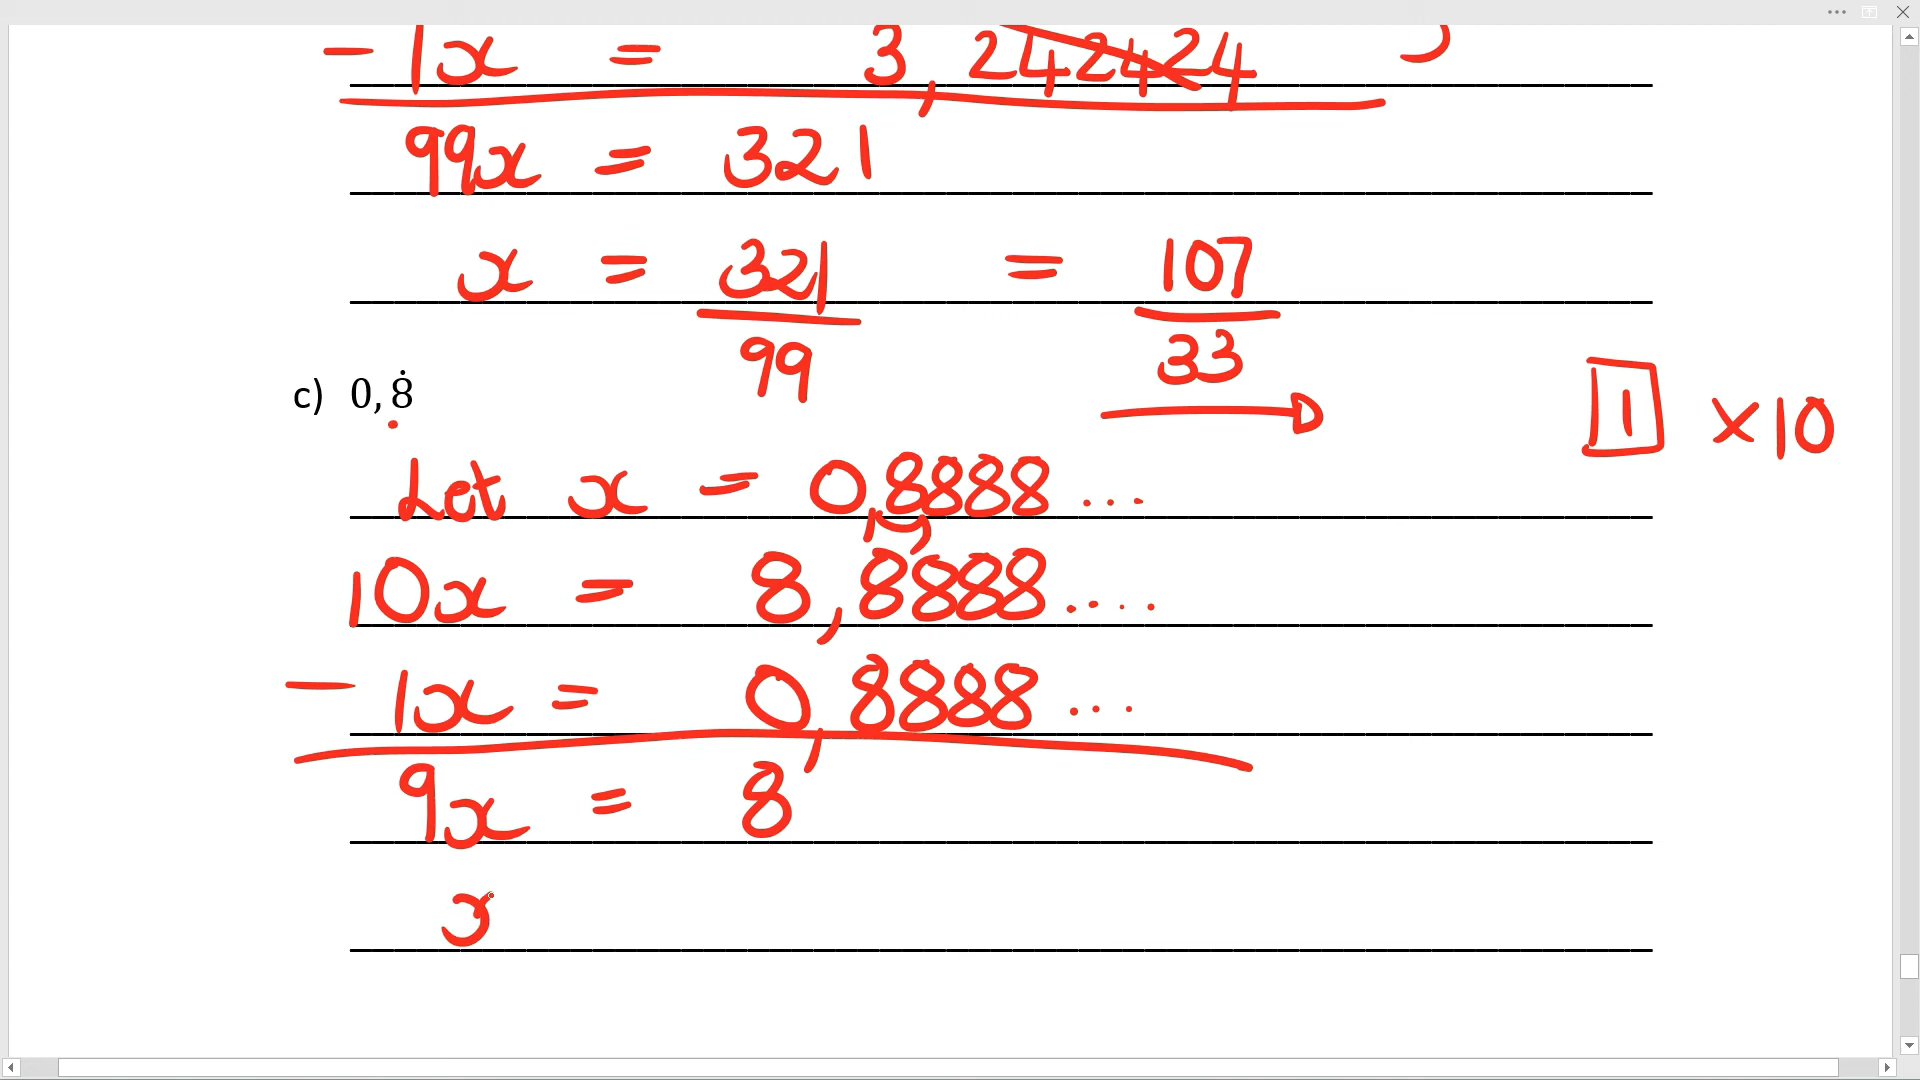 - 1x = 3,242424
99x = 321
x = 321/99 = 107/33
c) 0,8̇
1 × 10
Let x = 0,8888...
10x = 8,8888....
- 1x = 0,8888...
9x = 8
x